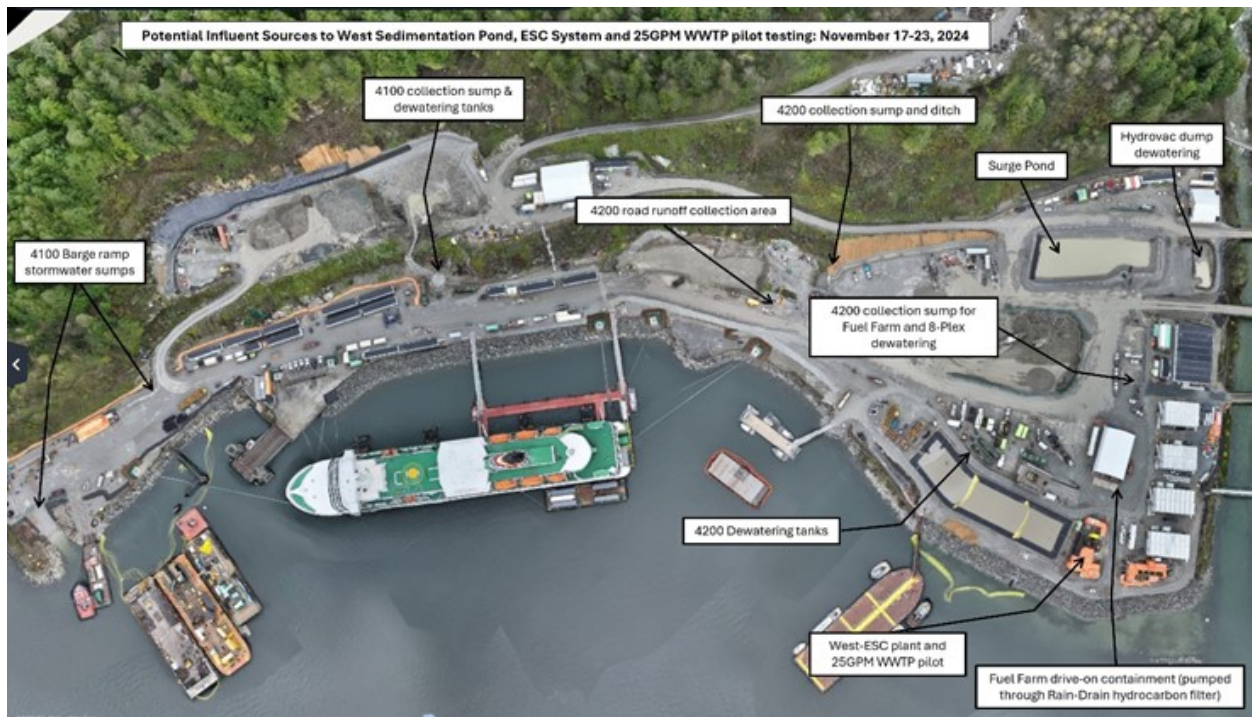 Potential Influent Sources to West Sedimentation Pond, ESC System and 25GPM WWTP pilot testing: November 17-23, 2024
4100 collection sump &
dewatering tanks
4200 collection sump and ditch
Hydrovac dump
dewatering
Surge Pond
4200 road runoff collection area
4100 Barge ramp
stormwater sumps
4200 collection sump for
Fuel Farm and 8-Plex
dewatering
4200 Dewatering tanks
West-ESC plant and
25GPM WWTP pilot
Fuel Farm drive-on containment (pumped
through Rain-Drain hydrocarbon filter)